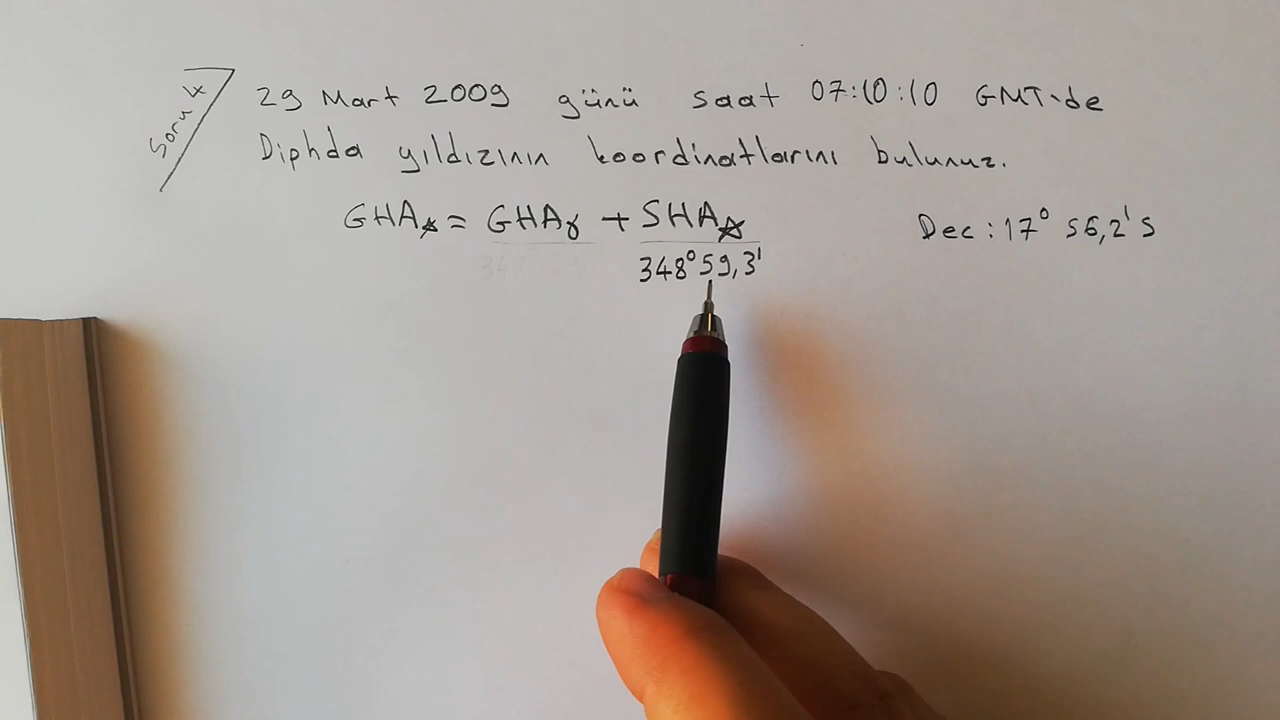 Soru 4
29 Mart 2009 günü saat 07:10:10 GMT'de
Diphda yıldızının koordinatlarını bulunuz.
GHA☆ = GHAɤ + SHA☆ Dec: 17° 56,2' S
348° 59,3'